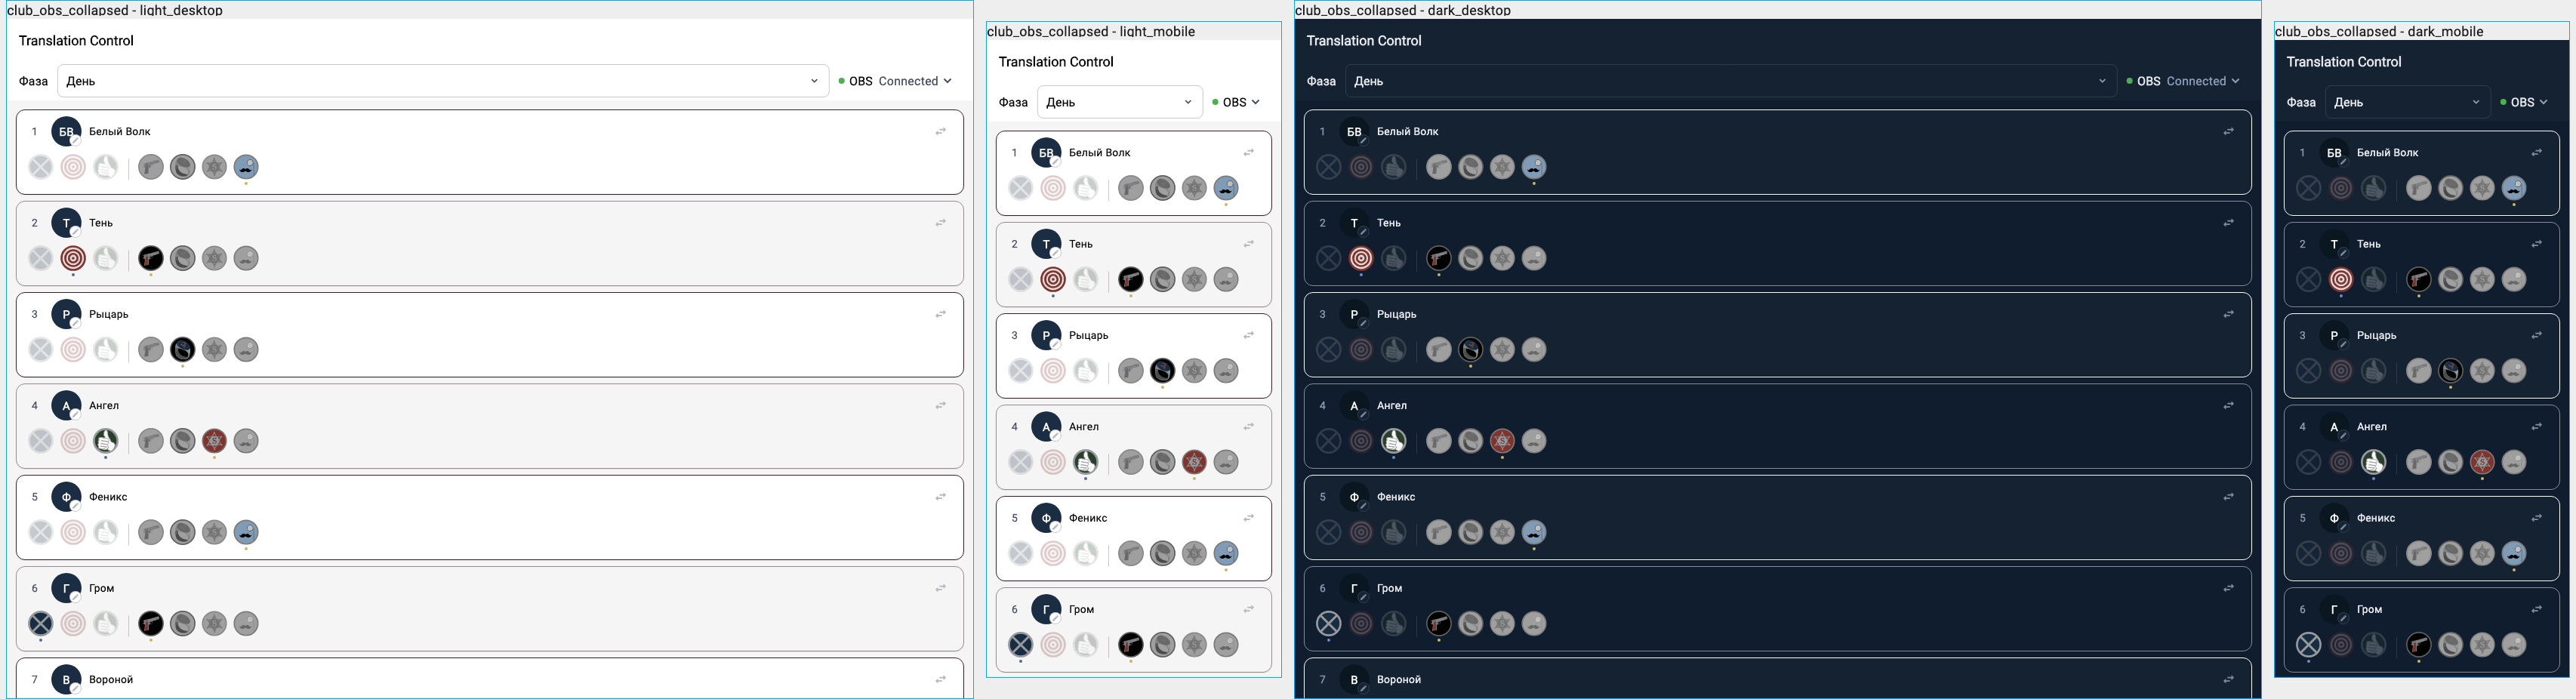 club_obs_collapsed - light_desktop
Translation Control
Фаза День OBS Connected
1 БВ Белый Волк
2 Т Тень
3 Р Рыцарь
4 А Ангел
5 Ф Феникс
6 Г Гром
7 В Вороной
club_obs_collapsed - light_mobile
Translation Control
Фаза День OBS
1 БВ Белый Волк
2 Т Тень
3 Р Рыцарь
4 А Ангел
5 Ф Феникс
6 Г Гром
club_obs_collapsed - dark_desktop
Translation Control
Фаза День OBS Connected
1 БВ Белый Волк
2 Т Тень
3 Р Рыцарь
4 А Ангел
5 Ф Феникс
6 Г Гром
7 В Вороной
club_obs_collapsed - dark_mobile
Translation Control
Фаза День OBS
1 БВ Белый Волк
2 Т Тень
3 Р Рыцарь
4 А Ангел
5 Ф Феникс
6 Г Гром